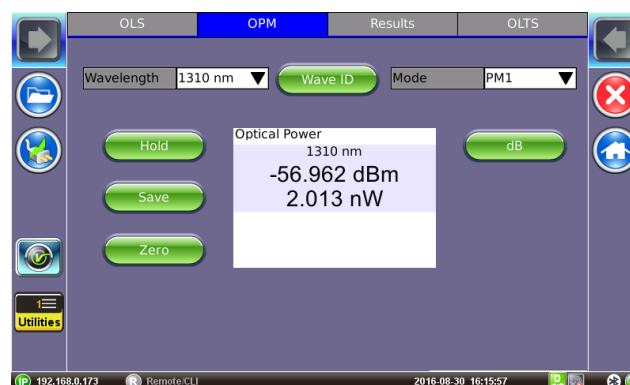 OLS OPM Results OLTS
Wavelength 1310 nm Wave ID Mode PM1
Hold
Save
Zero
Optical Power
1310 nm
-56.962 dBm
2.013 nW
dB
1
Utilities
IP 192.168.0.173 R Remote/CLI 2016-08-30 16:15:57 D